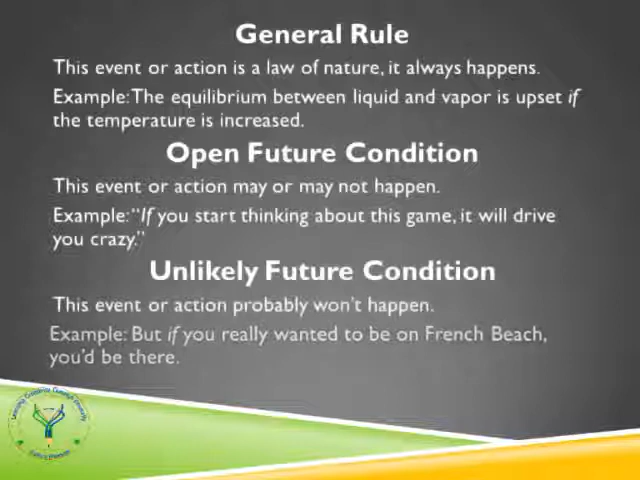 General Rule
This event or action is a law of nature, it always happens.
Example: The equilibrium between liquid and vapor is upset if
the temperature is increased.
Open Future Condition
This event or action may or may not happen.
Example: “If you start thinking about this game, it will drive
you crazy.”
Unlikely Future Condition
This event or action probably won't happen.
Example: But if you really wanted to be on French Beach,
you'd be there.